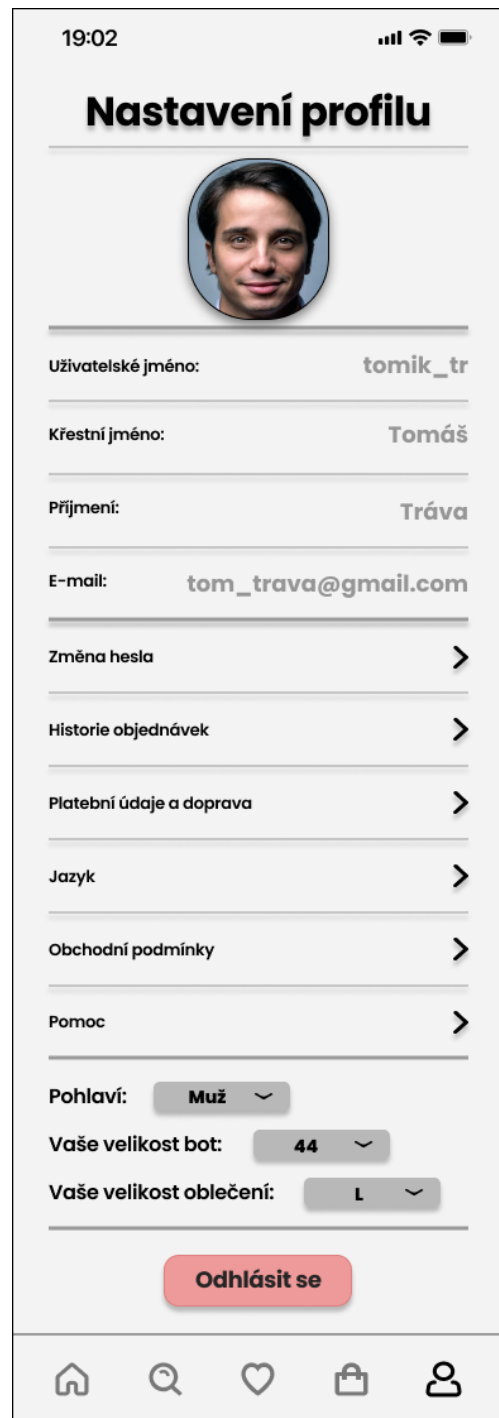 19:02
Nastavení profilu
Uživatelské jméno: tomik_tr
Křestní jméno: Tomáš
Příjmení: Tráva
E-mail: tom_trava@gmail.com
Změna hesla
Historie objednávek
Platební údaje a doprava
Jazyk
Obchodní podmínky
Pomoc
Pohlaví: Muž
Vaše velikost bot: 44
Vaše velikost oblečení: L
Odhlásit se